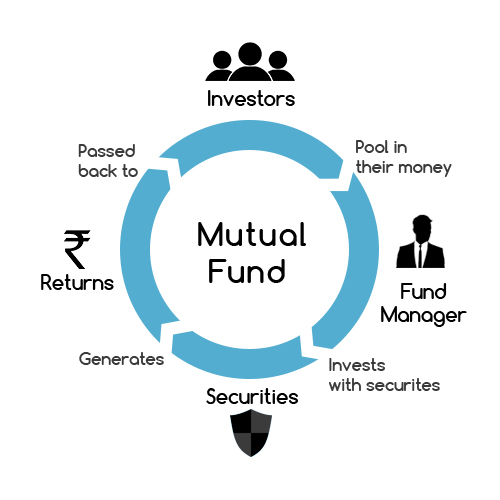 Investors
Pool in
their money
Fund
Manager
Invests
with securites
Securities
Generates
₹
Returns
Passed
back to
Mutual
Fund